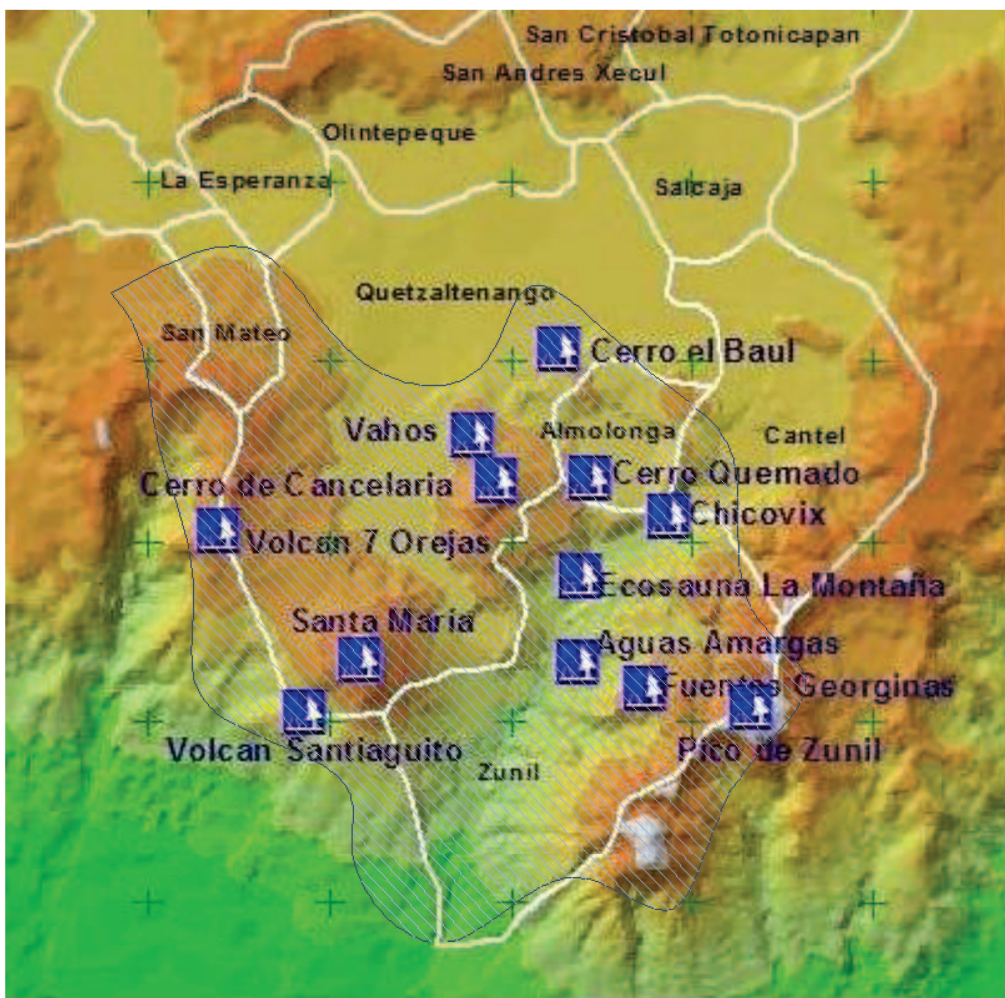 San Cristobal Totonicapan
San Andres Xecul
Olintepeque
La Esperanza
Salcaja
Quetzaltenango
San Mateo
Cerro el Baul
Vahos
Almolonga
Cantel
Cerro de Cancelaria
Cerro Quemado
Chicovix
Volcan 7 Orejas
Ecosauna La Montaña
Santa Maria
Aguas Amargas
Fuentes Georginas
Volcan Santiaguito
Pico de Zunil
Zunil